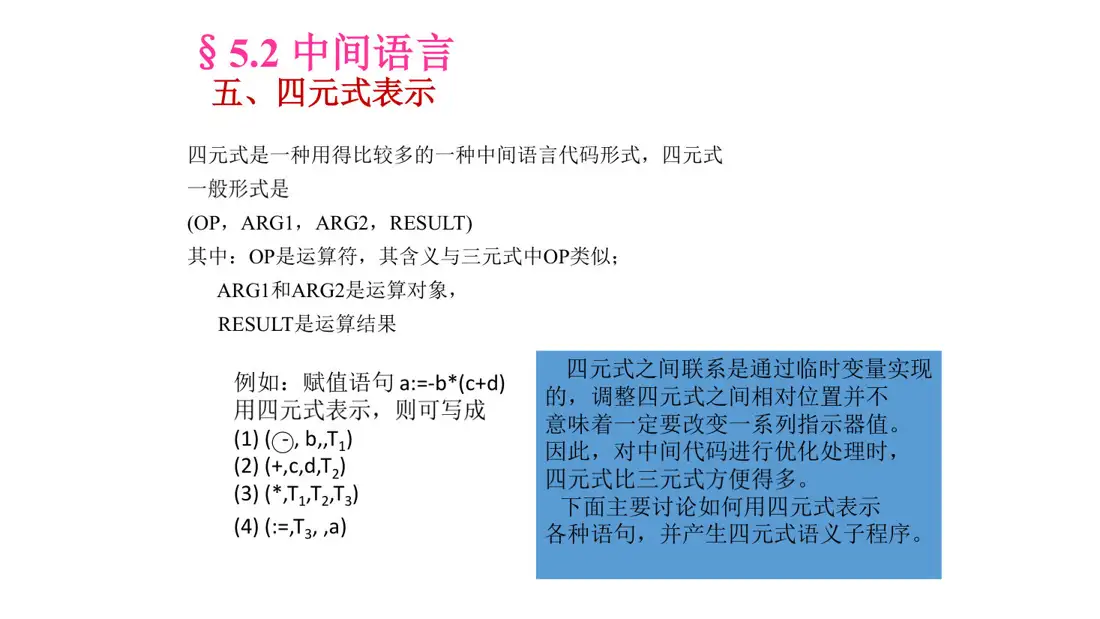 §5.2 中间语言
五、四元式表示
四元式是一种用得比较多的一种中间语言代码形式，四元式
一般形式是
(OP，ARG1，ARG2，RESULT)
其中：OP是运算符，其含义与三元式中OP类似；
ARG1和ARG2是运算对象，
RESULT是运算结果
例如：赋值语句 a:=-b*(c+d)
用四元式表示，则可写成
(1) (⊖, b,,T₁)
(2) (+,c,d,T₂)
(3) (*,T₁,T₂,T₃)
(4) (:=,T₃, ,a)
四元式之间联系是通过临时变量实现
的，调整四元式之间相对位置并不
意味着一定要改变一系列指示器值。
因此，对中间代码进行优化处理时，
四元式比三元式方便得多。
下面主要讨论如何用四元式表示
各种语句，并产生四元式语义子程序。